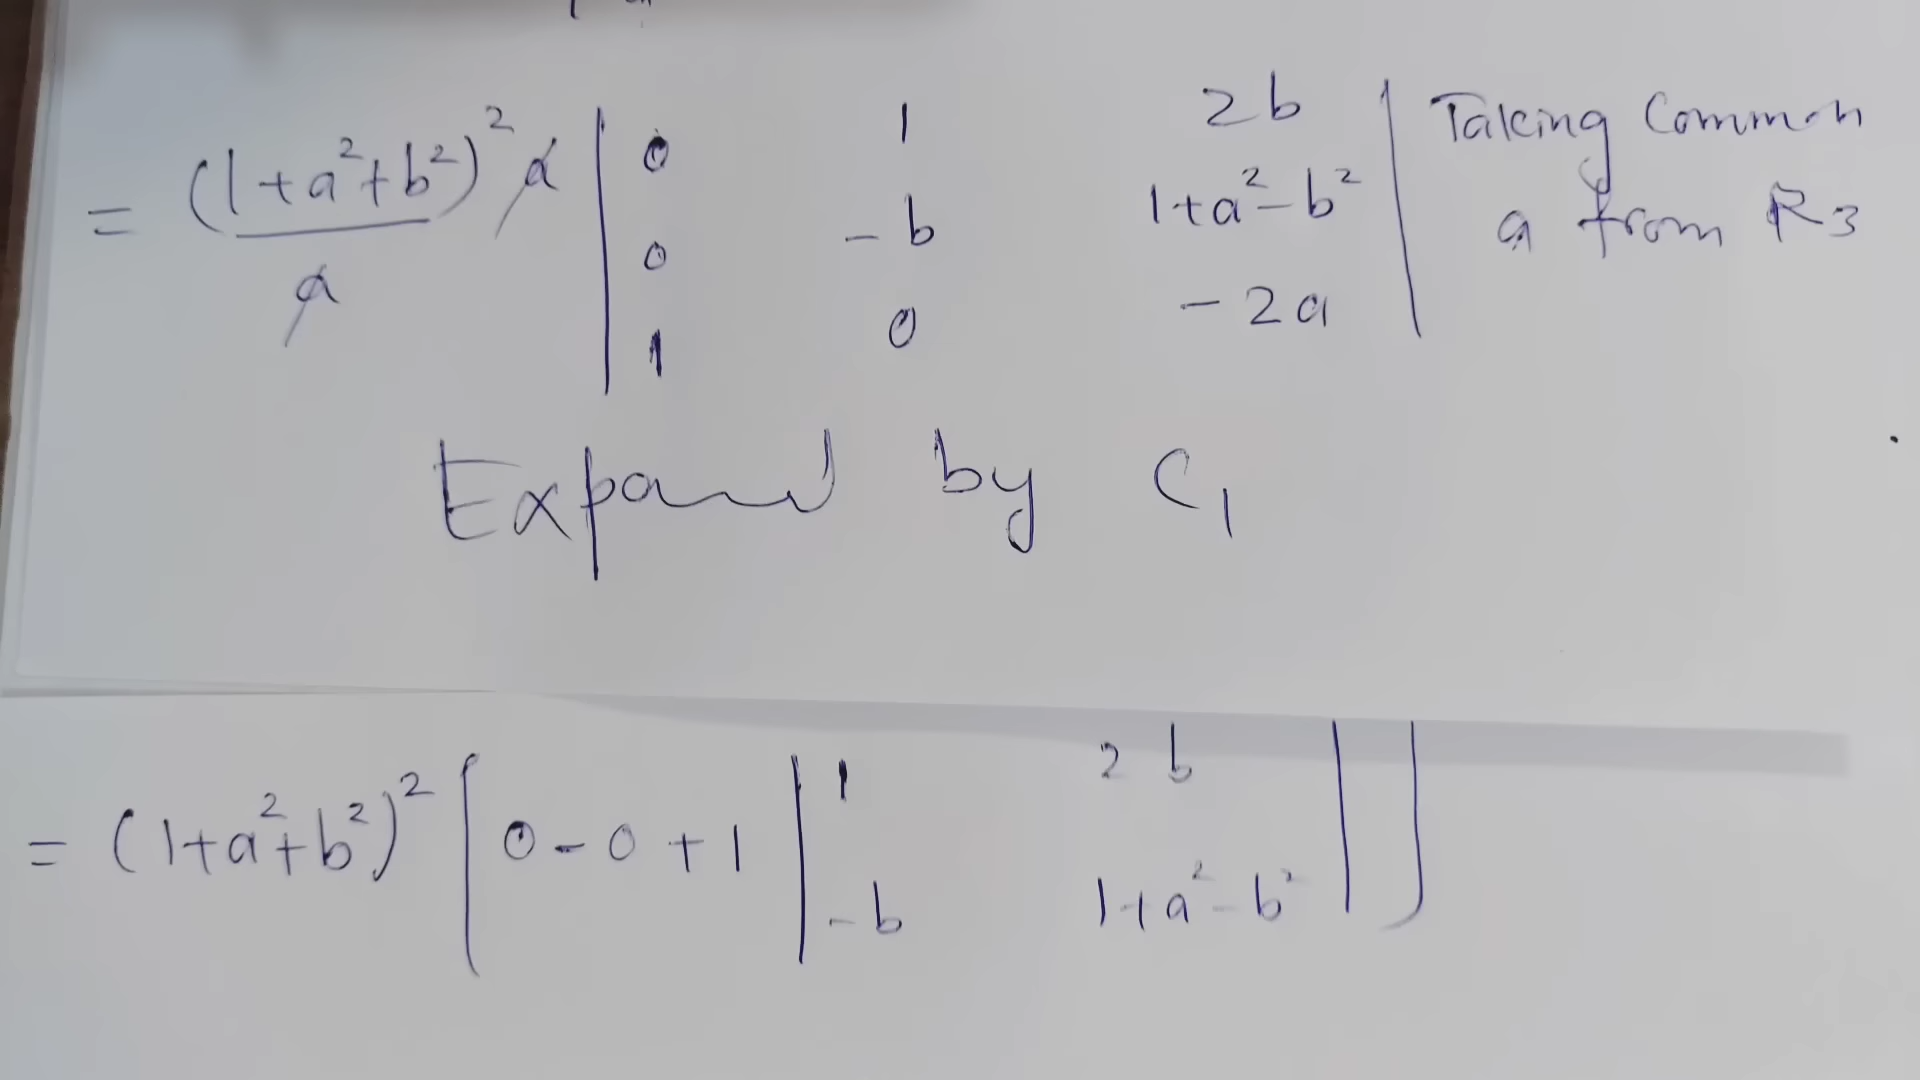 = (1+a²+b²)² a / a | 0 1 2b | Taking Common
0 -b 1+a²-b² a from R3
1 0 -2a
Expand by C₁
= (1+a²+b²)² [ 0 - 0 + 1 | 1 2b | ]
-b 1+a²-b²